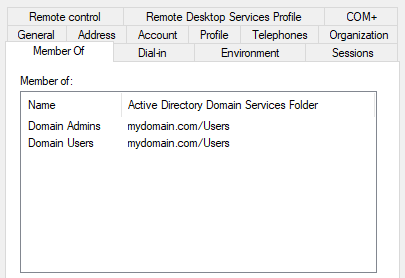 Remote control Remote Desktop Services Profile COM+
General Address Account Profile Telephones Organization
Member Of Dial-in Environment Sessions
Member of:
Name Active Directory Domain Services Folder
Domain Admins mydomain.com/Users
Domain Users mydomain.com/Users